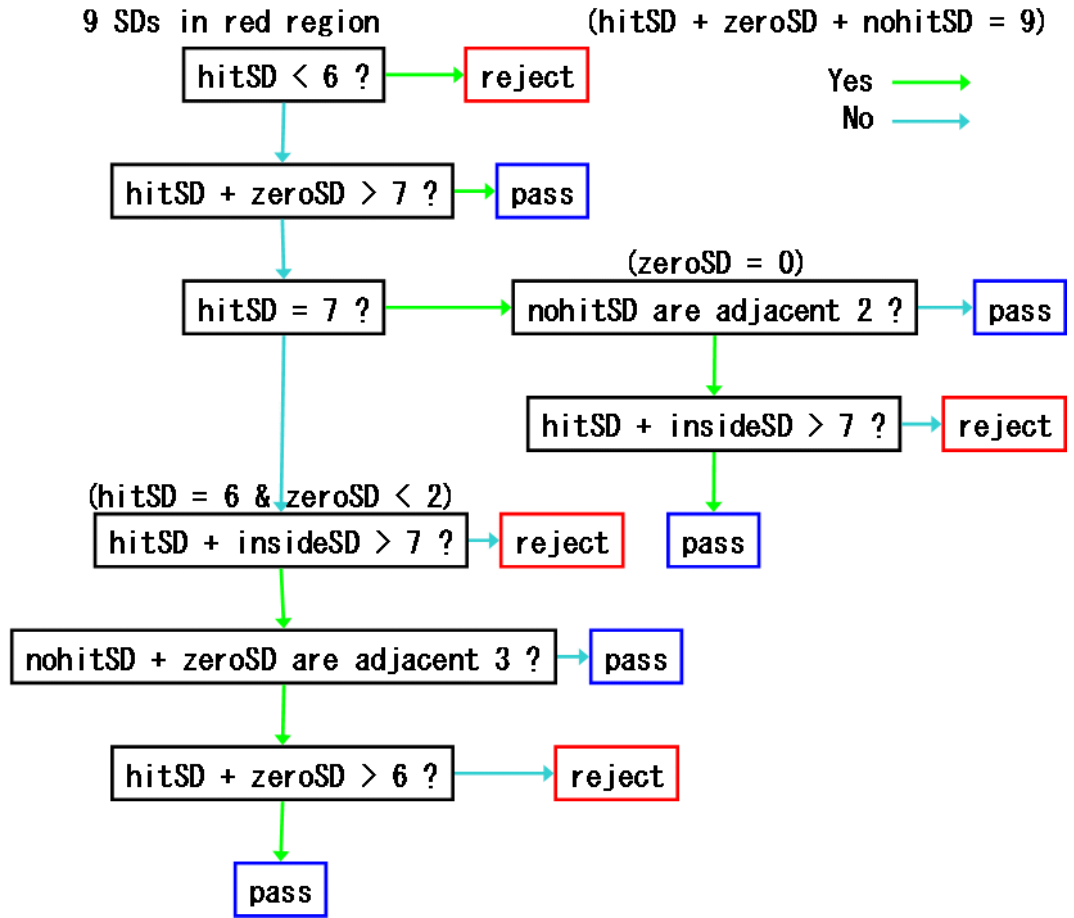 9 SDs in red region
(hitSD + zeroSD + nohitSD = 9)
hitSD < 6 ?
reject
Yes
No
hitSD + zeroSD > 7 ?
pass
(zeroSD = 0)
hitSD = 7 ?
nohitSD are adjacent 2 ?
pass
hitSD + insideSD > 7 ?
reject
(hitSD = 6 & zeroSD < 2)
hitSD + insideSD > 7 ?
reject
pass
nohitSD + zeroSD are adjacent 3 ?
pass
hitSD + zeroSD > 6 ?
reject
pass